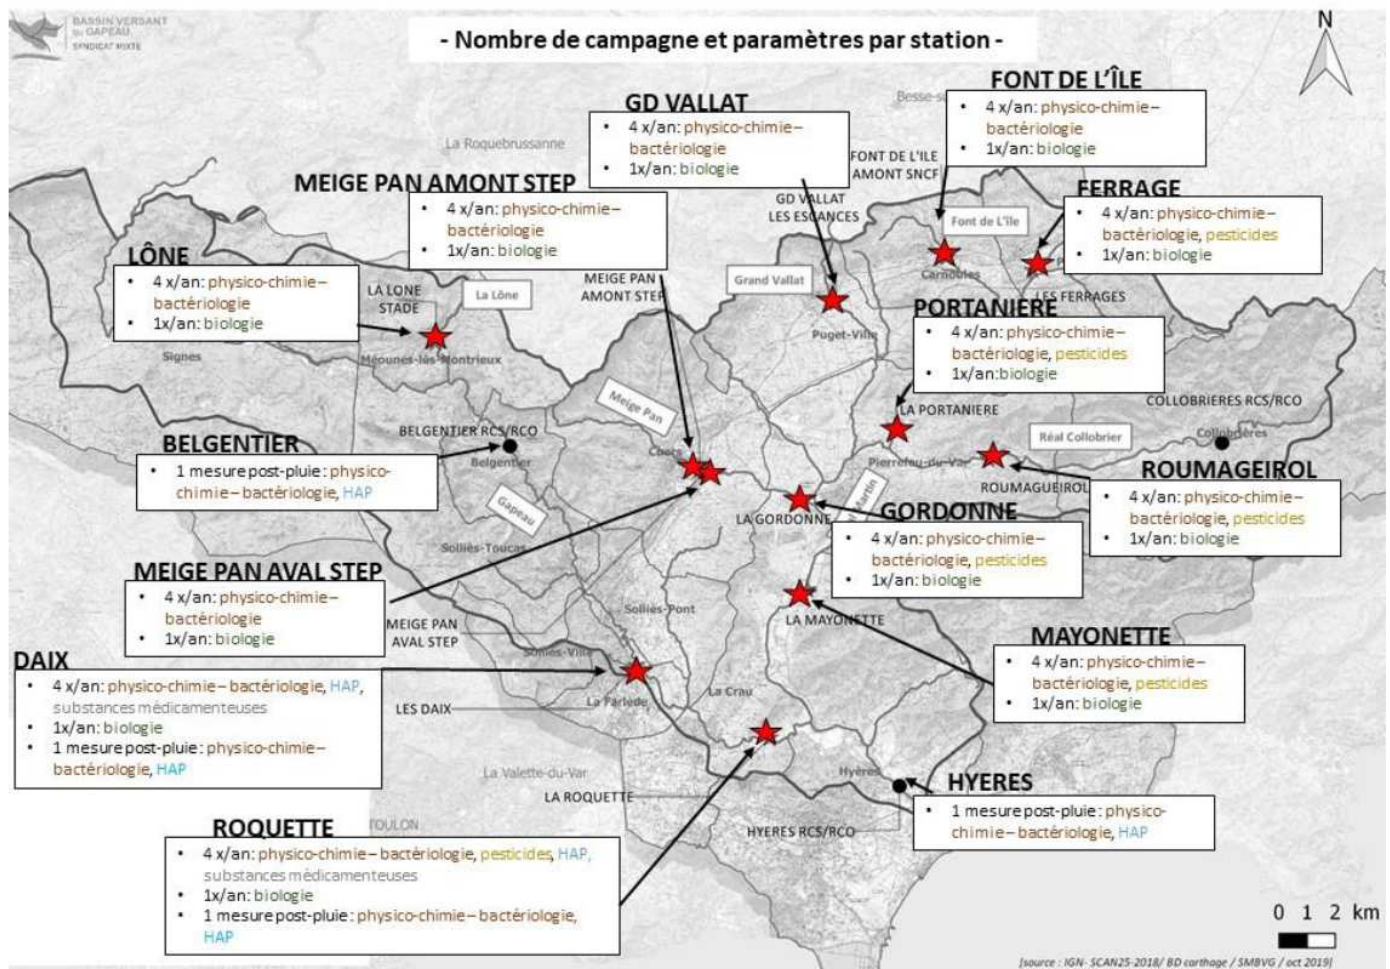 BASSIN VERSANT
DU GAPEAU
SYNDICAT MIXTE
- Nombre de campagne et paramètres par station -
N
FONT DE L'ÎLE
• 4 x/an: physico-chimie–
bactériologie
• 1x/an: biologie
GD VALLAT
• 4 x/an: physico-chimie–
bactériologie
• 1x/an: biologie
La Roquebrussanne
FONT DE L'ILE
AMONT SNCF
MEIGE PAN AMONT STEP
• 4 x/an: physico-chimie–
bactériologie
• 1x/an: biologie
GD VALLAT
LES ESCANCES
FERRAGE
• 4 x/an: physico-chimie–
bactériologie, pesticides
• 1x/an: biologie
Font de L'île
Carnoules
LES FERRAGES
LÔNE
• 4 x/an: physico-chimie–
bactériologie
• 1x/an: biologie
LA LONE
STADE
La Lône
MEIGE PAN
AMONT STEP
Grand Vallat
Puget-Ville
Signes
Méounes-lès-Montrieux
PORTANIERE
• 4 x/an: physico-chimie–
bactériologie, pesticides
• 1x/an:biologie
LA PORTANIERE
COLLOBRIERES RCS/RCO
Collobrières
Réal Collobrier
Meige Pan
Cuers
BELGENTIER
• 1 mesure post-pluie : physico-
chimie– bactériologie, HAP
BELGENTIER RCS/RCO
Belgentier
Pierrefeu-du-Var
ROUMAGUEIROL
ROUMAGEIROL
• 4 x/an: physico-chimie–
bactériologie, pesticides
• 1x/an: biologie
Gapeau
Martin
LA GORDONNE
GORDONNE
• 4 x/an: physico-chimie–
bactériologie, pesticides
• 1x/an: biologie
Solliès-Toucas
MEIGE PAN AVAL STEP
• 4 x/an: physico-chimie–
bactériologie
• 1x/an: biologie
MEIGE PAN
AVAL STEP
Solliès-Pont
LA MAYONETTE
MAYONETTE
• 4 x/an: physico-chimie–
bactériologie, pesticides
• 1x/an: biologie
DAIX
• 4 x/an: physico-chimie– bactériologie, HAP,
substances médicamenteuses
• 1x/an: biologie
• 1 mesure post-pluie : physico-chimie–
bactériologie, HAP
Solliès-Ville
LES DAIX
La Farlède
La Crau
La Valette-du-Var
LA ROQUETTE
Hyères
HYERES RCS/RCO
HYERES
• 1 mesure post-pluie : physico-
chimie– bactériologie, HAP
TOULON
ROQUETTE
• 4 x/an: physico-chimie– bactériologie, pesticides, HAP,
substances médicamenteuses
• 1x/an: biologie
• 1 mesure post-pluie : physico-chimie– bactériologie,
HAP
0 1 2 km
[source : IGN- SCAN25-2018/ BD carthage / SMBVG / oct 2019]